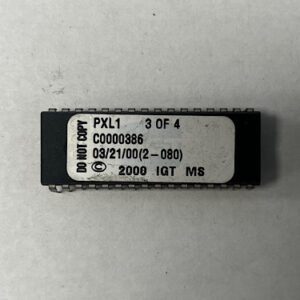 DO NOT COPY
PXL1 3 OF 4
C0000386
03/21/00(2-080)
© 2000 IGT MS